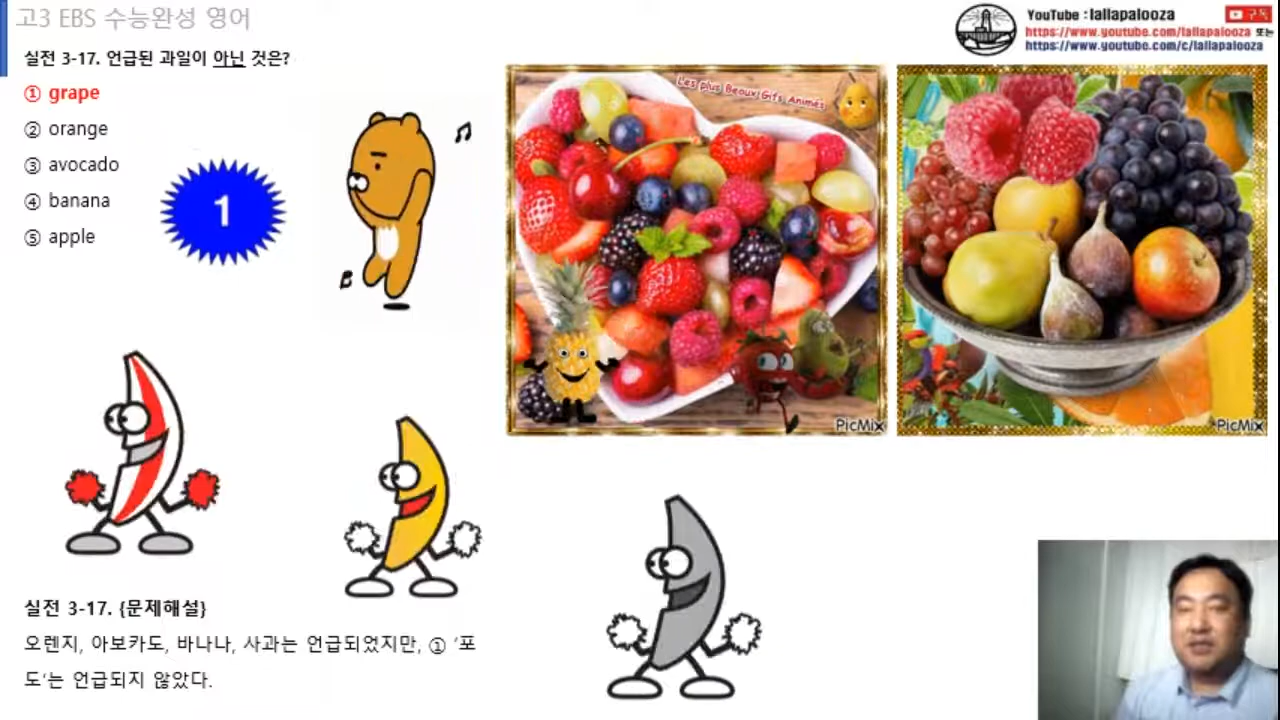 고3 EBS 수능완성 영어
YouTube : lallapalooza
구독
https://www.youtube.com/lallapalooza 또는
https://www.youtube.com/c/lallapalooza
실전 3-17. 언급된 과일이 아닌 것은?
① grape
② orange
③ avocado
④ banana
⑤ apple
1
Les plus Beaux Gifs Animés
PicMix
PicMix
실전 3-17. {문제해설}
오렌지, 아보카도, 바나나, 사과는 언급되었지만, ① ‘포
도’는 언급되지 않았다.